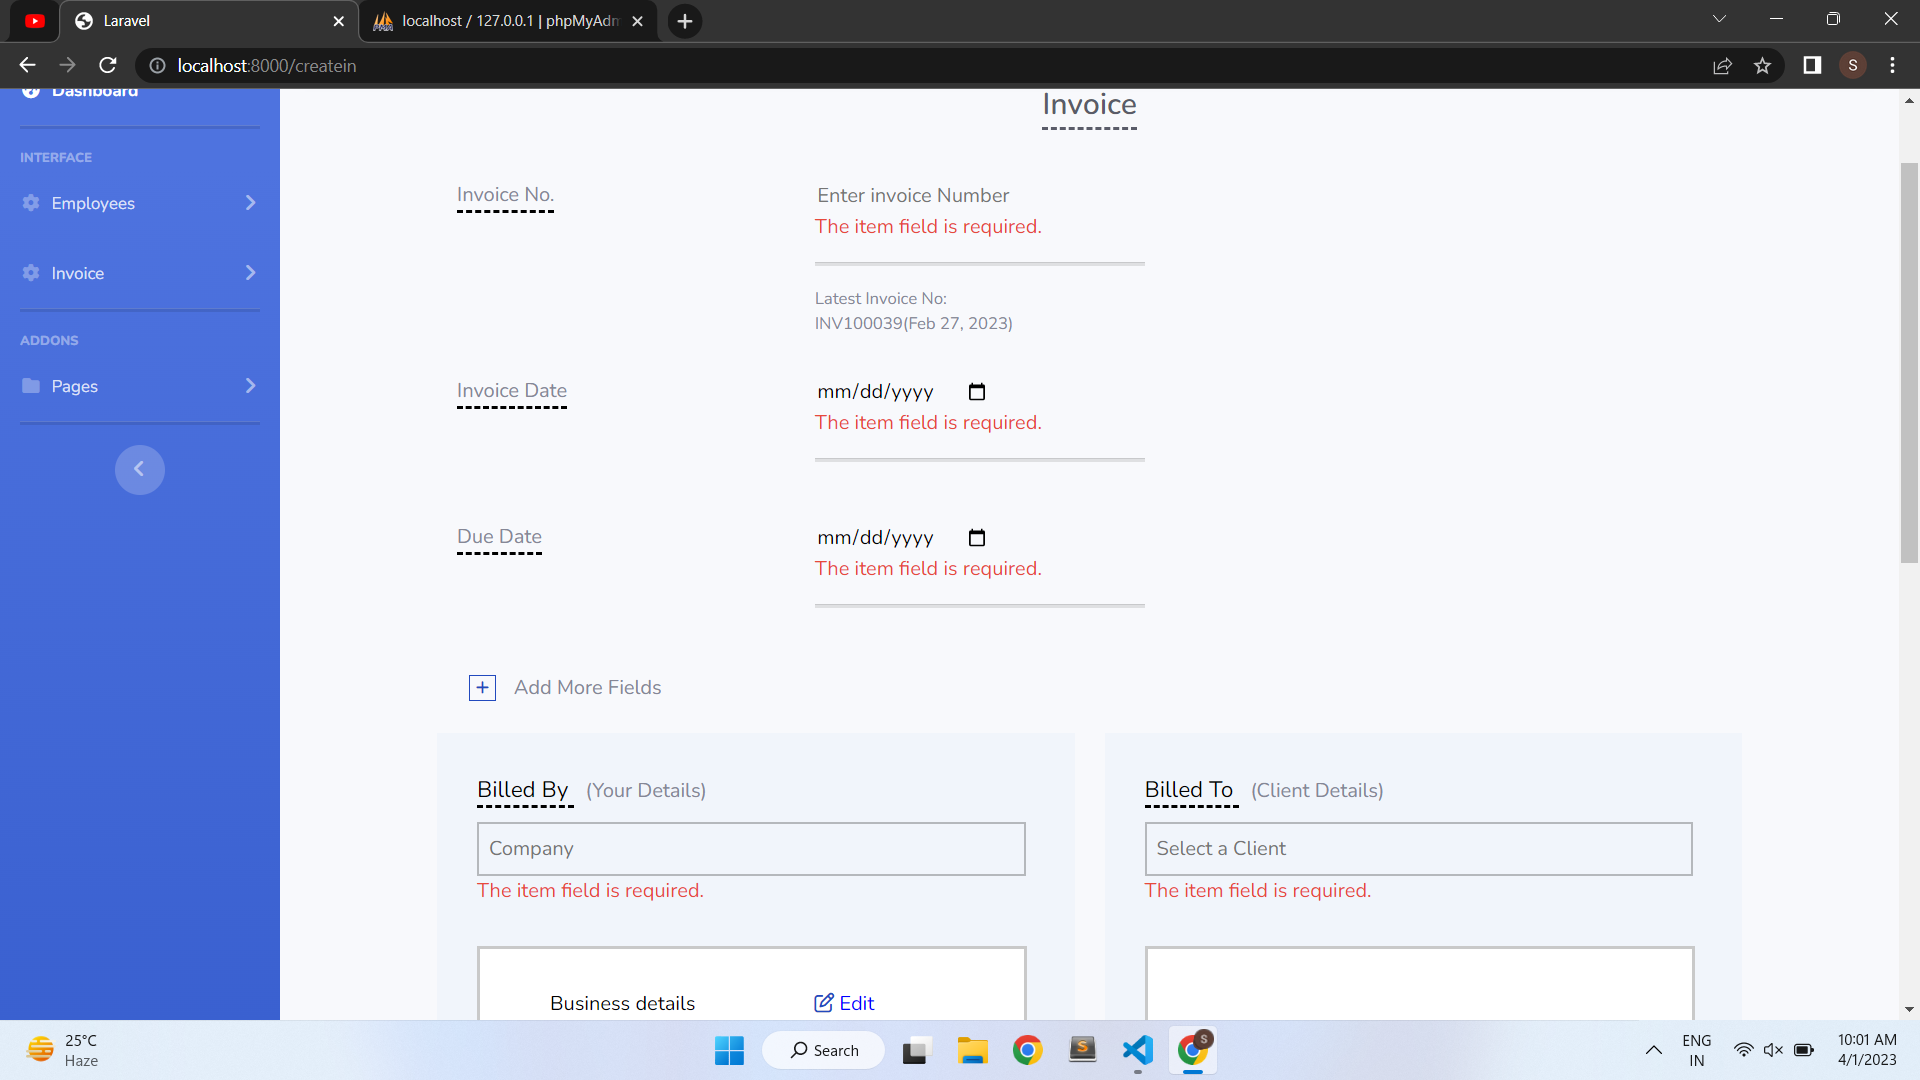 Laravel
localhost / 127.0.0.1 | phpMyAdm
localhost:8000/createin
S
Dashboard
INTERFACE
Employees
Invoice
ADDONS
Pages
Invoice
Invoice No.
Enter invoice Number
The item field is required.
Latest Invoice No:
INV100039(Feb 27, 2023)
Invoice Date
mm/dd/yyyy
The item field is required.
Due Date
mm/dd/yyyy
The item field is required.
+ Add More Fields
Billed By (Your Details)
Company
The item field is required.
Business details Edit
Billed To (Client Details)
Select a Client
The item field is required.
25°C
Haze
Search
S
S
ENG
IN
10:01 AM
4/1/2023